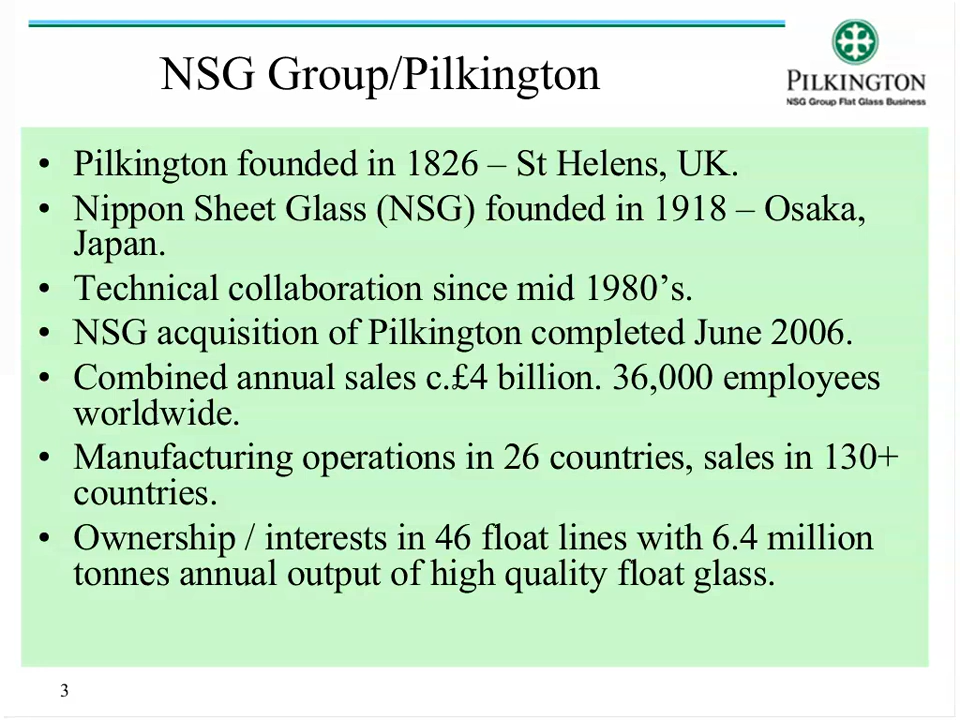 NSG Group/Pilkington
PILKINGTON
NSG Group Flat Glass Business
• Pilkington founded in 1826 – St Helens, UK.
• Nippon Sheet Glass (NSG) founded in 1918 – Osaka,
Japan.
• Technical collaboration since mid 1980’s.
• NSG acquisition of Pilkington completed June 2006.
• Combined annual sales c.£4 billion. 36,000 employees
worldwide.
• Manufacturing operations in 26 countries, sales in 130+
countries.
• Ownership / interests in 46 float lines with 6.4 million
tonnes annual output of high quality float glass.
3